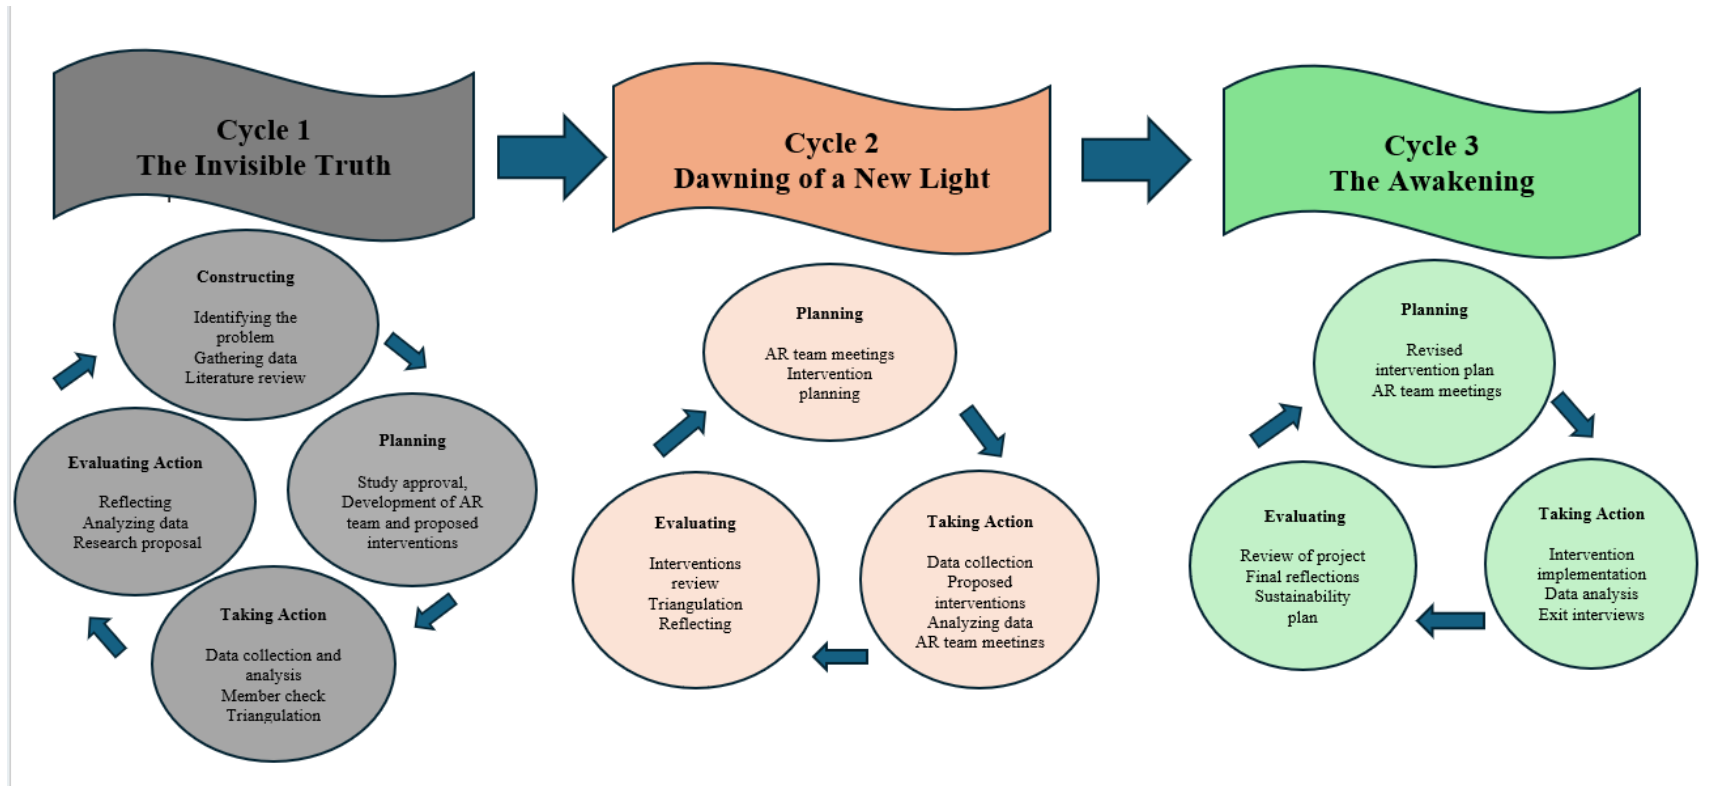 Cycle 1
The Invisible Truth
Constructing
Identifying the
problem
Gathering data
Literature review
Planning
Study approval,
Development of AR
team and proposed
interventions
Taking Action
Data collection and
analysis
Member check
Triangulation
Evaluating Action
Reflecting
Analyzing data
Research proposal
Cycle 2
Dawning of a New Light
Planning
AR team meetings
Intervention
planning
Taking Action
Data collection
Proposed
interventions
Analyzing data
AR team meetings
Evaluating
Interventions
review
Triangulation
Reflecting
Cycle 3
The Awakening
Planning
Revised
intervention plan
AR team meetings
Taking Action
Intervention
implementation
Data analysis
Exit interviews
Evaluating
Review of project
Final reflections
Sustainability
plan